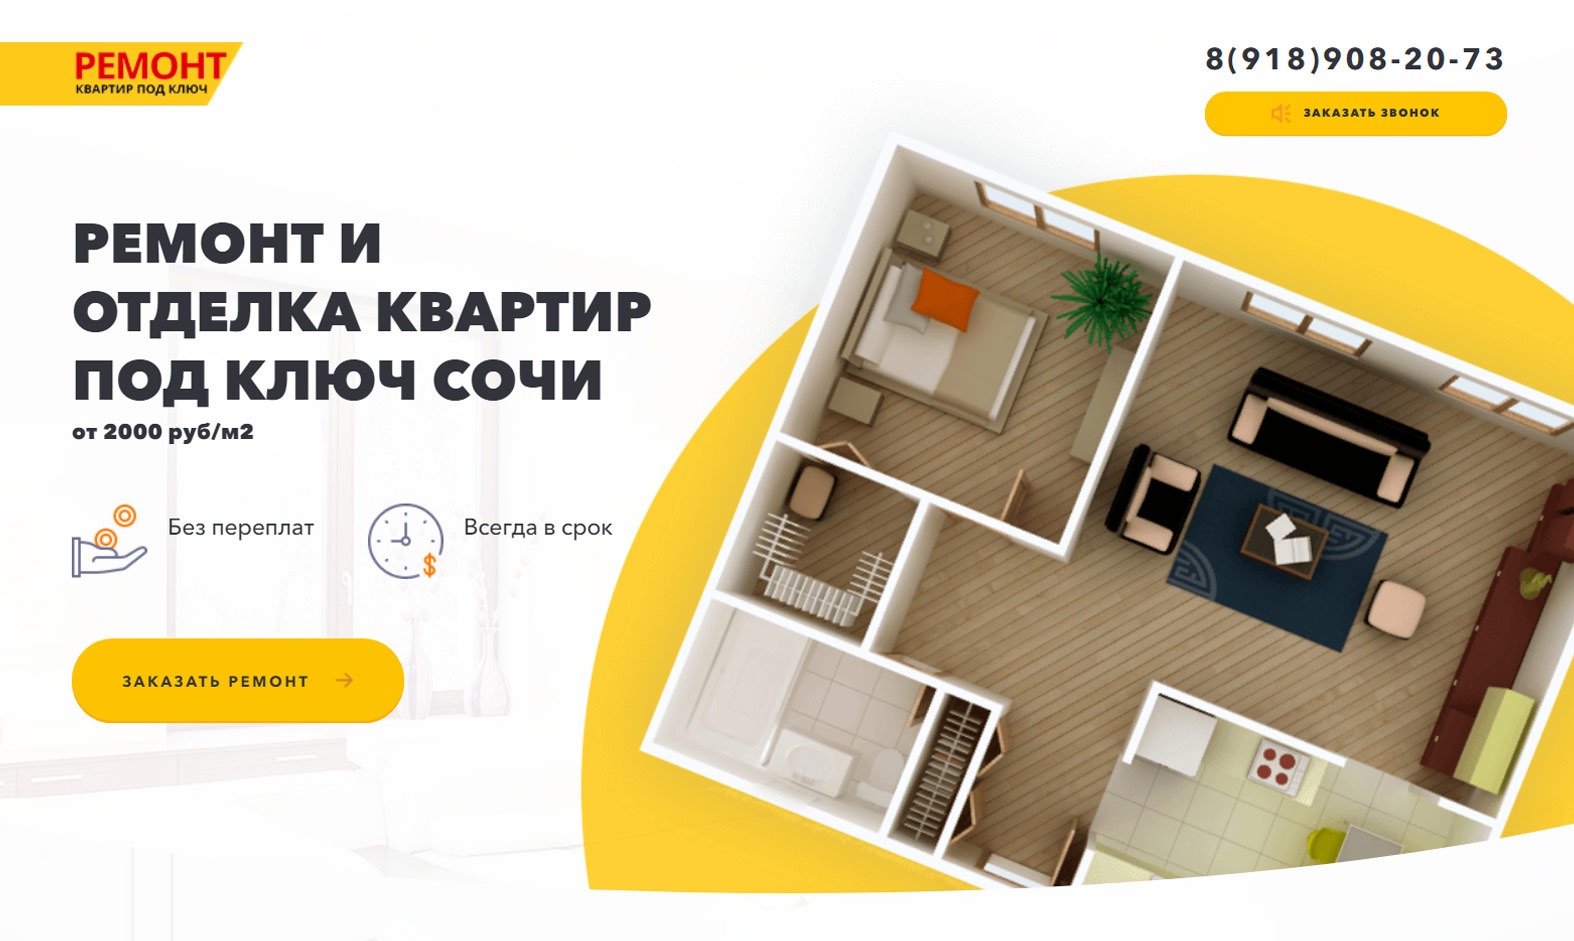 РЕМОНТ
КВАРТИР ПОД КЛЮЧ
8(918)908-20-73
ЗАКАЗАТЬ ЗВОНОК
РЕМОНТ И
ОТДЕЛКА КВАРТИР
ПОД КЛЮЧ СОЧИ
от 2000 руб/м2
Без переплат
Всегда в срок
ЗАКАЗАТЬ РЕМОНТ